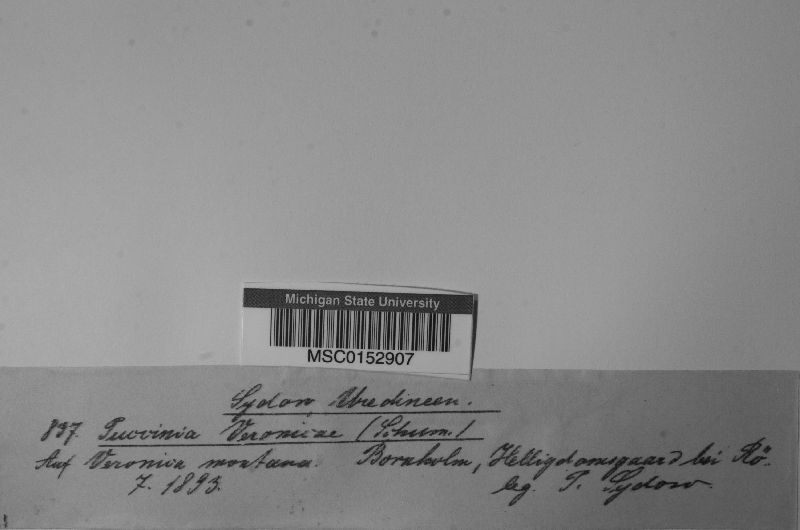 Michigan State University
MSC0152907
Sydow Uredineen.
837. Puccinia Veronicae (Schum.)
Auf Veronica montana. Bornholm, Helligdomsgaard bei Rö.
7. 1893. leg. P. Sydow.